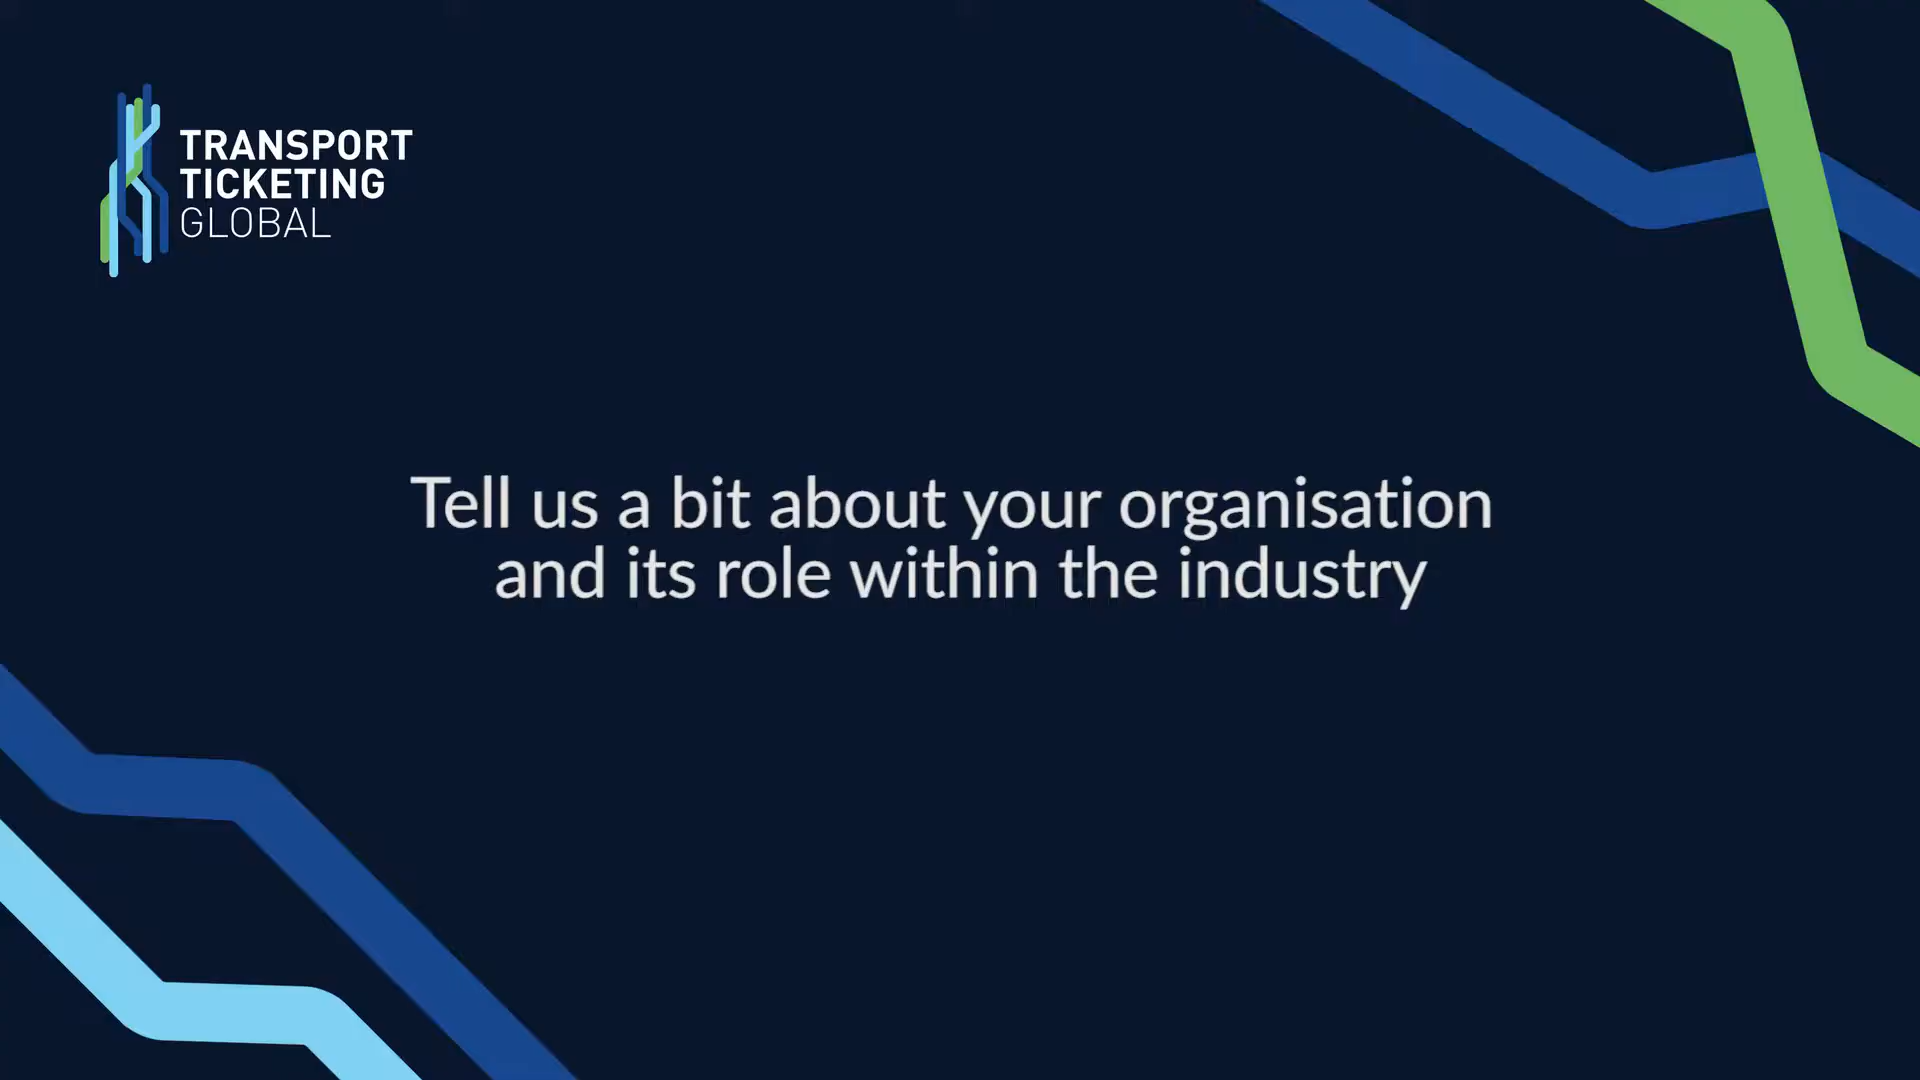 TRANSPORT
TICKETING
GLOBAL
Tell us a bit about your organisation
and its role within the industry